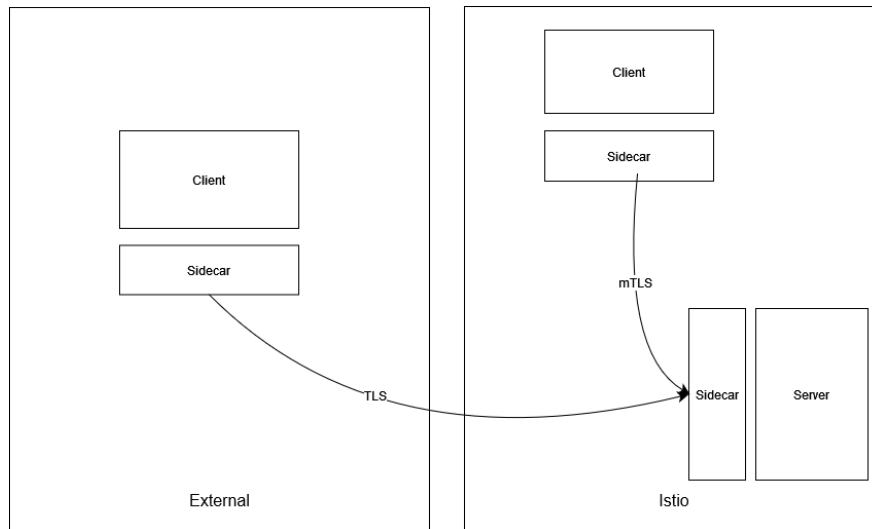 Client
Sidecar
TLS
External
Client
Sidecar
mTLS
Sidecar
Server
Istio